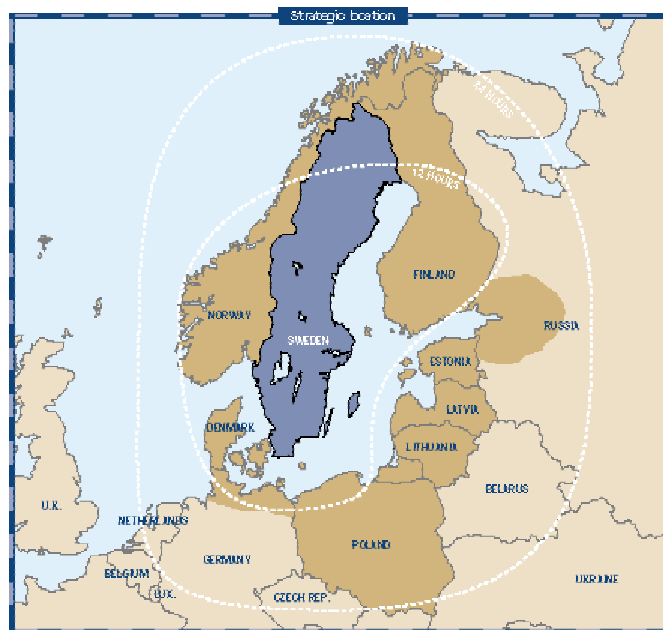 Strategic location
24 HOURS
12 HOURS
FINLAND
NORWAY
RUSSIA
SWEDEN
ESTONIA
LATVIA
DENMARK
LITHUANIA
BELARUS
U.K.
NETHERLANDS
POLAND
GERMANY
BELGIUM
UKRAINE
LUX.
CZECH REP.